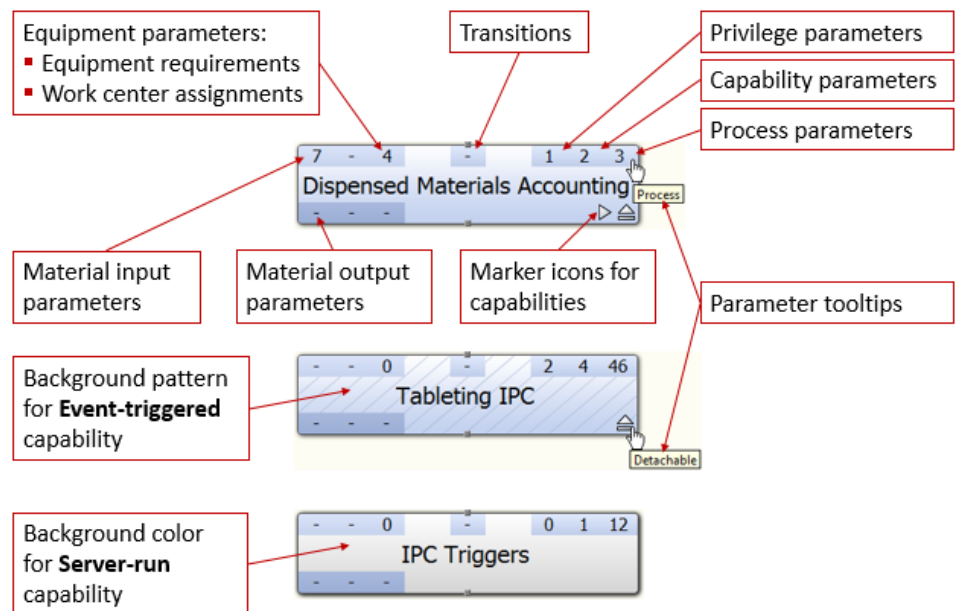 Equipment parameters:
▪ Equipment requirements
▪ Work center assignments
Transitions
Privilege parameters
Capability parameters
Process parameters
7 - 4 - 1 2 3
Dispensed Materials Accounting
Process
- - -
Material input
parameters
Material output
parameters
Marker icons for
capabilities
Parameter tooltips
Background pattern
for Event-triggered
capability
- - 0 - 2 4 46
Tableting IPC
- - -
Detachable
Background color
for Server-run
capability
- - 0 - 0 1 12
IPC Triggers
- - -